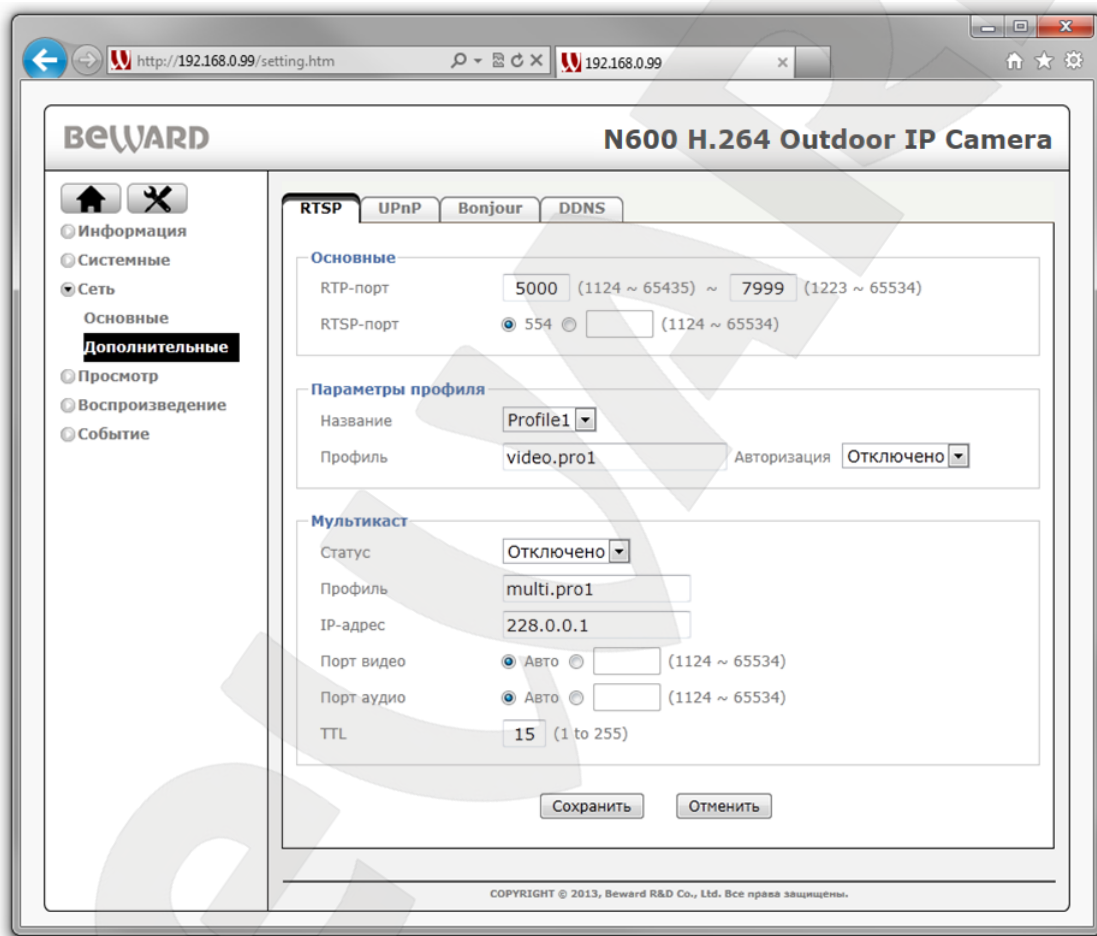 http://192.168.0.99/setting.htm
192.168.0.99
BEWARD
N600 H.264 Outdoor IP Camera
Информация
Системные
Сеть
Основные
Дополнительные
Просмотр
Воспроизведение
Событие
RTSP UPnP Bonjour DDNS
Основные
RTP-порт 5000 (1124 ~ 65435) ~ 7999 (1223 ~ 65534)
RTSP-порт 554 (1124 ~ 65534)
Параметры профиля
Название Profile1
Профиль video.pro1 Авторизация Отключено
Мультикаст
Статус Отключено
Профиль multi.pro1
IP-адрес 228.0.0.1
Порт видео Авто (1124 ~ 65534)
Порт аудио Авто (1124 ~ 65534)
TTL 15 (1 to 255)
Сохранить Отменить
COPYRIGHT © 2013, Beward R&D Co., Ltd. Все права защищены.